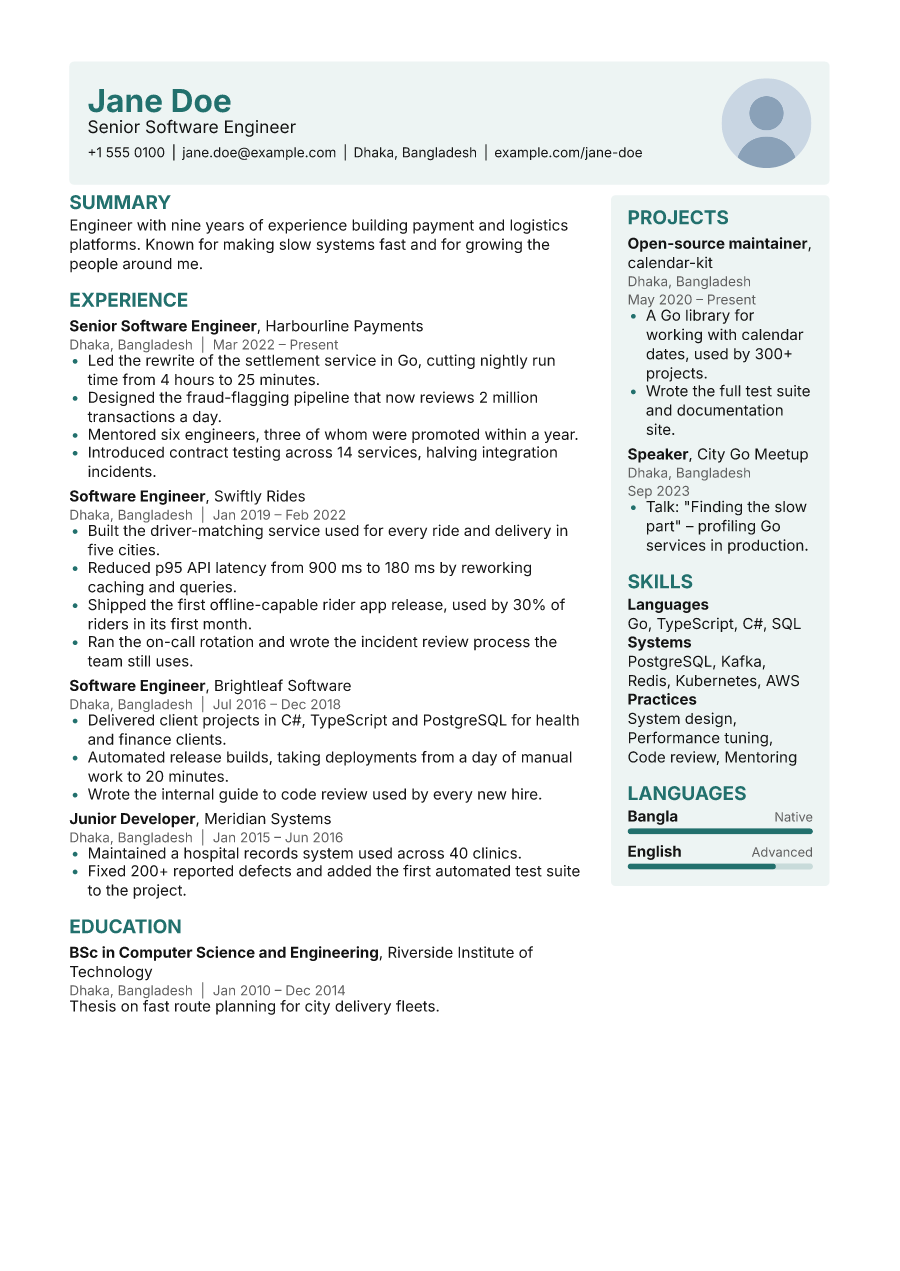 Jane Doe
Senior Software Engineer
+1 555 0100 | jane.doe@example.com | Dhaka, Bangladesh | example.com/jane-doe
SUMMARY
Engineer with nine years of experience building payment and logistics
platforms. Known for making slow systems fast and for growing the
people around me.
EXPERIENCE
Senior Software Engineer, Harbourline Payments
Dhaka, Bangladesh | Mar 2022 – Present
• Led the rewrite of the settlement service in Go, cutting nightly run
time from 4 hours to 25 minutes.
• Designed the fraud-flagging pipeline that now reviews 2 million
transactions a day.
• Mentored six engineers, three of whom were promoted within a year.
• Introduced contract testing across 14 services, halving integration
incidents.
Software Engineer, Swiftly Rides
Dhaka, Bangladesh | Jan 2019 – Feb 2022
• Built the driver-matching service used for every ride and delivery in
five cities.
• Reduced p95 API latency from 900 ms to 180 ms by reworking
caching and queries.
• Shipped the first offline-capable rider app release, used by 30% of
riders in its first month.
• Ran the on-call rotation and wrote the incident review process the
team still uses.
Software Engineer, Brightleaf Software
Dhaka, Bangladesh | Jul 2016 – Dec 2018
• Delivered client projects in C#, TypeScript and PostgreSQL for health
and finance clients.
• Automated release builds, taking deployments from a day of manual
work to 20 minutes.
• Wrote the internal guide to code review used by every new hire.
Junior Developer, Meridian Systems
Dhaka, Bangladesh | Jan 2015 – Jun 2016
• Maintained a hospital records system used across 40 clinics.
• Fixed 200+ reported defects and added the first automated test suite
to the project.
EDUCATION
BSc in Computer Science and Engineering, Riverside Institute of
Technology
Dhaka, Bangladesh | Jan 2010 – Dec 2014
Thesis on fast route planning for city delivery fleets.
PROJECTS
Open-source maintainer,
calendar-kit
Dhaka, Bangladesh
May 2020 – Present
• A Go library for
working with calendar
dates, used by 300+
projects.
• Wrote the full test suite
and documentation
site.
Speaker, City Go Meetup
Dhaka, Bangladesh
Sep 2023
• Talk: "Finding the slow
part" – profiling Go
services in production.
SKILLS
Languages
Go, TypeScript, C#, SQL
Systems
PostgreSQL, Kafka,
Redis, Kubernetes, AWS
Practices
System design,
Performance tuning,
Code review, Mentoring
LANGUAGES
Bangla Native
English Advanced